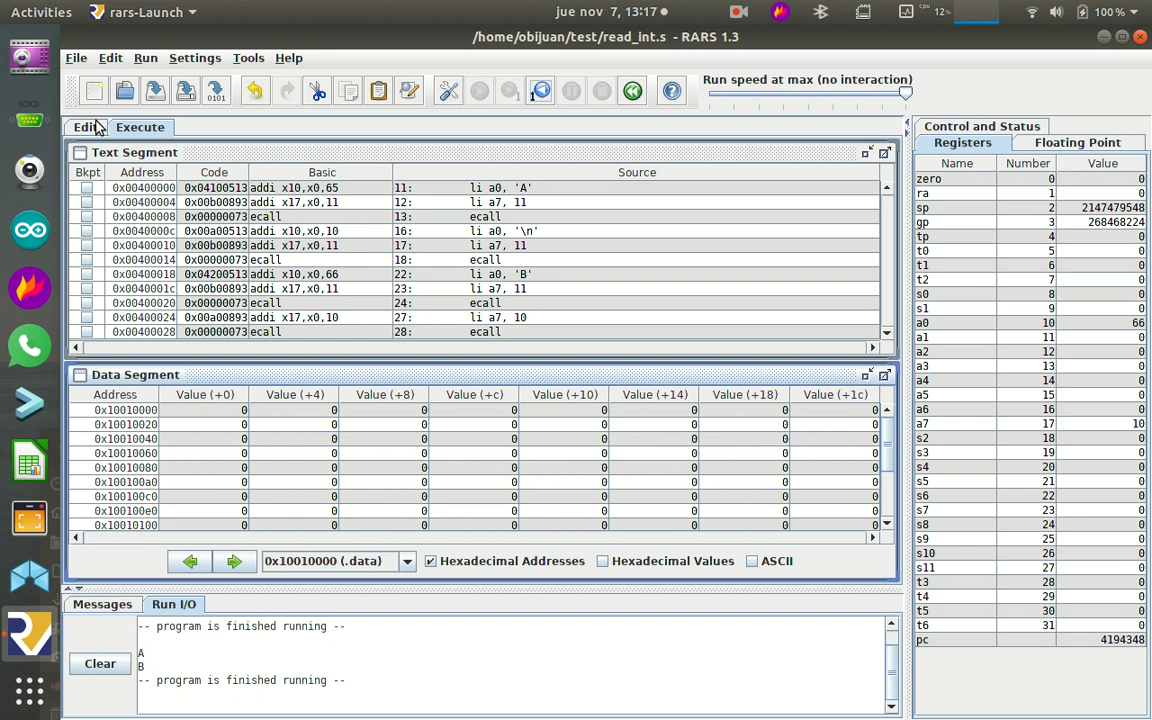 Activities rars-Launch jue nov 7, 13:17 cpu 12% 100%
/home/obijuan/test/read_int.s - RARS 1.3
File Edit Run Settings Tools Help
Run speed at max (no interaction)
Edit Execute
Text Segment
Bkpt Address Code Basic Source
0x00400000 0x04100513 addi x10,x0,65 11: li a0, 'A'
0x00400004 0x00b00893 addi x17,x0,11 12: li a7, 11
0x00400008 0x00000073 ecall 13: ecall
0x0040000c 0x00a00513 addi x10,x0,10 16: li a0, '\n'
0x00400010 0x00b00893 addi x17,x0,11 17: li a7, 11
0x00400014 0x00000073 ecall 18: ecall
0x00400018 0x04200513 addi x10,x0,66 22: li a0, 'B'
0x0040001c 0x00b00893 addi x17,x0,11 23: li a7, 11
0x00400020 0x00000073 ecall 24: ecall
0x00400024 0x00a00893 addi x17,x0,10 27: li a7, 10
0x00400028 0x00000073 ecall 28: ecall
Data Segment
Address Value (+0) Value (+4) Value (+8) Value (+c) Value (+10) Value (+14) Value (+18) Value (+1c)
0x10010000 0 0 0 0 0 0 0 0
0x10010020 0 0 0 0 0 0 0 0
0x10010040 0 0 0 0 0 0 0 0
0x10010060 0 0 0 0 0 0 0 0
0x10010080 0 0 0 0 0 0 0 0
0x100100a0 0 0 0 0 0 0 0 0
0x100100c0 0 0 0 0 0 0 0 0
0x100100e0 0 0 0 0 0 0 0 0
0x10010100 0 0 0 0 0 0 0 0
0x10010000 (.data) Hexadecimal Addresses Hexadecimal Values ASCII
Messages Run I/O
-- program is finished running --
A
B
-- program is finished running --
Clear
Control and Status
Registers Floating Point
Name Number Value
zero 0 0
ra 1 0
sp 2 2147479548
gp 3 268468224
tp 4 0
t0 5 0
t1 6 0
t2 7 0
s0 8 0
s1 9 0
a0 10 66
a1 11 0
a2 12 0
a3 13 0
a4 14 0
a5 15 0
a6 16 0
a7 17 10
s2 18 0
s3 19 0
s4 20 0
s5 21 0
s6 22 0
s7 23 0
s8 24 0
s9 25 0
s10 26 0
s11 27 0
t3 28 0
t4 29 0
t5 30 0
t6 31 0
pc 4194348